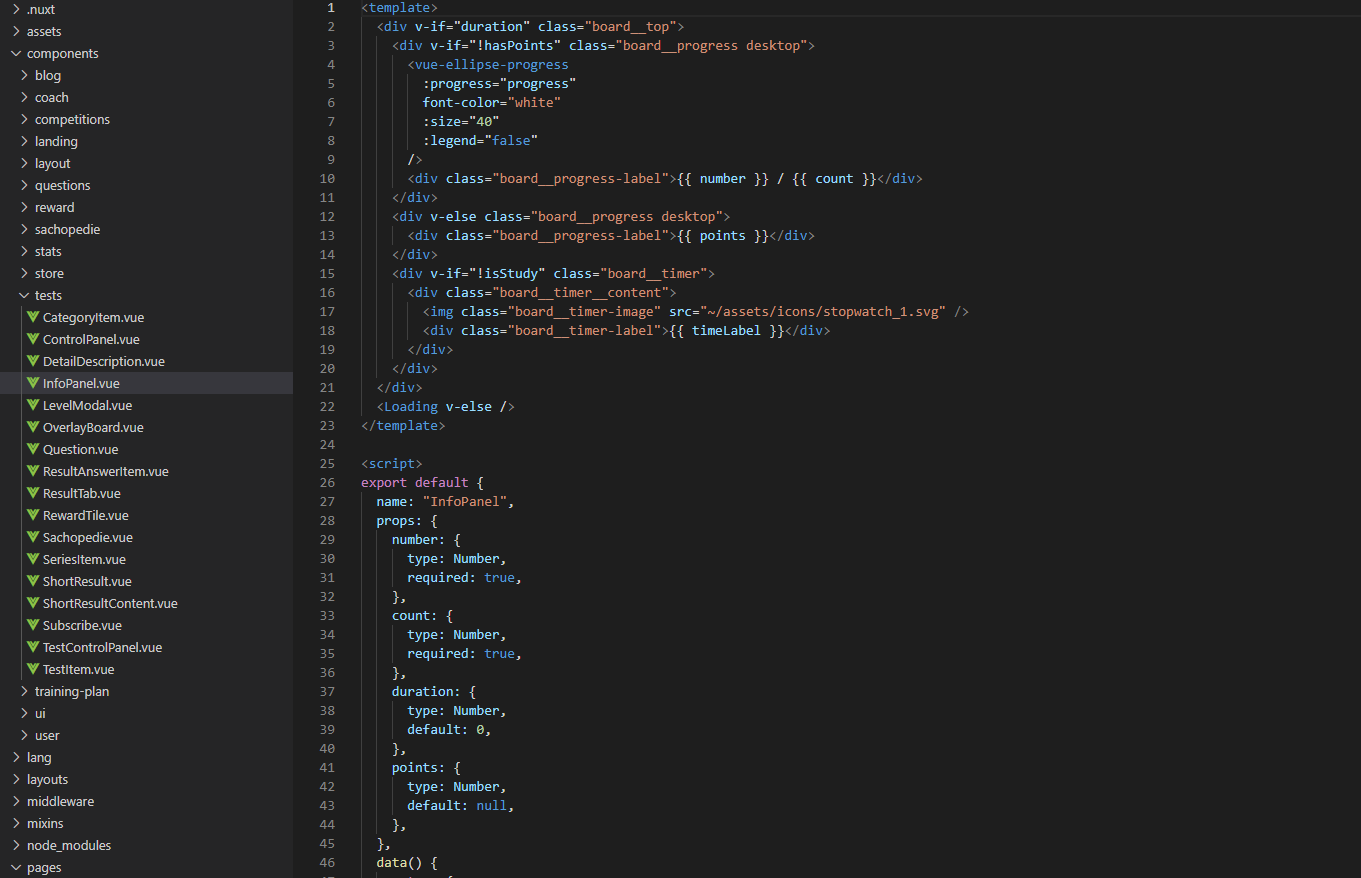 .nuxt
assets
components
blog
coach
competitions
landing
layout
questions
reward
sachopedie
stats
store
tests
CategoryItem.vue
ControlPanel.vue
DetailDescription.vue
InfoPanel.vue
LevelModal.vue
OverlayBoard.vue
Question.vue
ResultAnswerItem.vue
ResultTab.vue
RewardTile.vue
Sachopedie.vue
SeriesItem.vue
ShortResult.vue
ShortResultContent.vue
Subscribe.vue
TestControlPanel.vue
TestItem.vue
training-plan
ui
user
lang
layouts
middleware
mixins
node_modules
pages
1 <template>
2 <div v-if="duration" class="board__top">
3 <div v-if="!hasPoints" class="board__progress desktop">
4 <vue-ellipse-progress
5 :progress="progress"
6 font-color="white"
7 :size="40"
8 :legend="false"
9 />
10 <div class="board__progress-label">{{ number }} / {{ count }}</div>
11 </div>
12 <div v-else class="board__progress desktop">
13 <div class="board__progress-label">{{ points }}</div>
14 </div>
15 <div v-if="!isStudy" class="board__timer">
16 <div class="board__timer__content">
17 <img class="board__timer-image" src="~/assets/icons/stopwatch_1.svg" />
18 <div class="board__timer-label">{{ timeLabel }}</div>
19 </div>
20 </div>
21 </div>
22 <Loading v-else />
23 </template>
24
25 <script>
26 export default {
27 name: "InfoPanel",
28 props: {
29 number: {
30 type: Number,
31 required: true,
32 },
33 count: {
34 type: Number,
35 required: true,
36 },
37 duration: {
38 type: Number,
39 default: 0,
40 },
41 points: {
42 type: Number,
43 default: null,
44 },
45 },
46 data() {